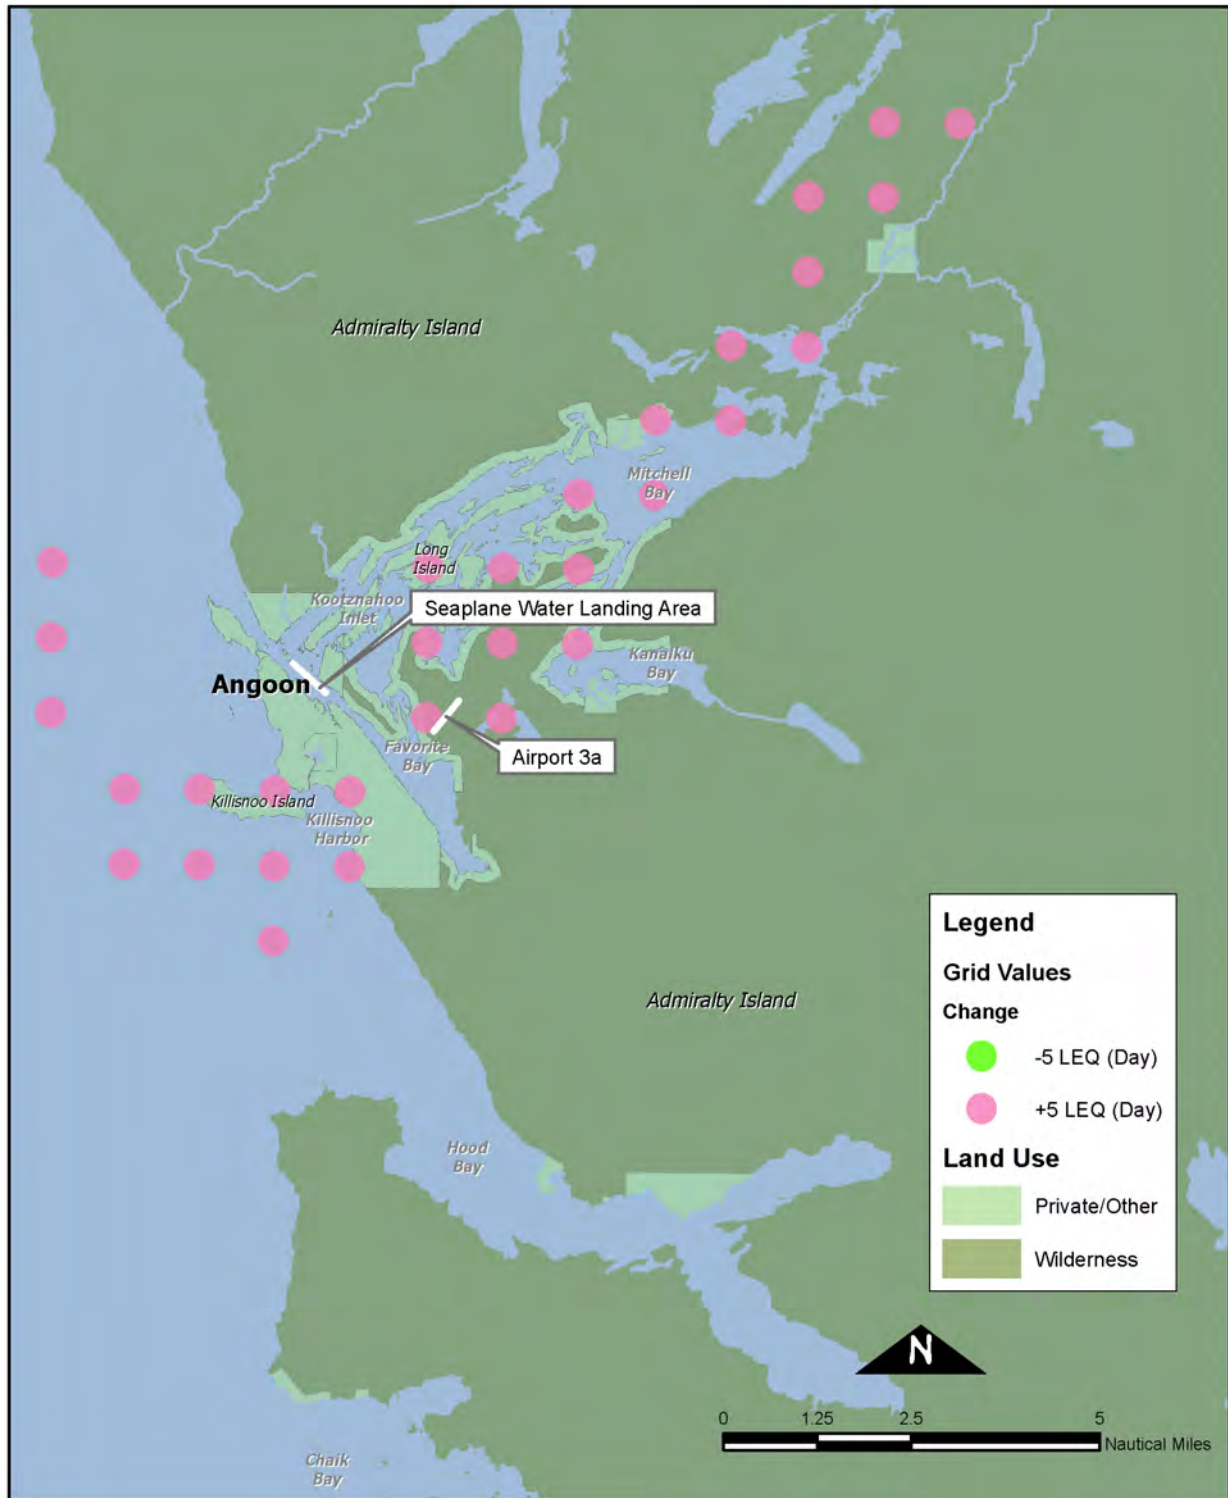 Admiralty Island
Mitchell
Bay
Long
Island
Kootznahoo
Inlet
Seaplane Water Landing Area
Kanalku
Bay
Angoon
Favorite
Bay
Airport 3a
Killisnoo Island
Killisnoo
Harbor
Admiralty Island
Hood
Bay
Chaik
Bay
Legend
Grid Values
Change
-5 LEQ (Day)
+5 LEQ (Day)
Land Use
Private/Other
Wilderness
N
0 1.25 2.5 5
Nautical Miles